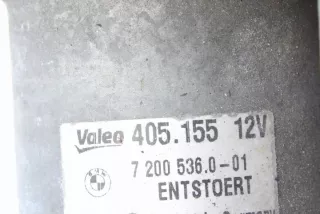 Valeo 405.155 12V
7 200 536.0-01
ENTSTOERT